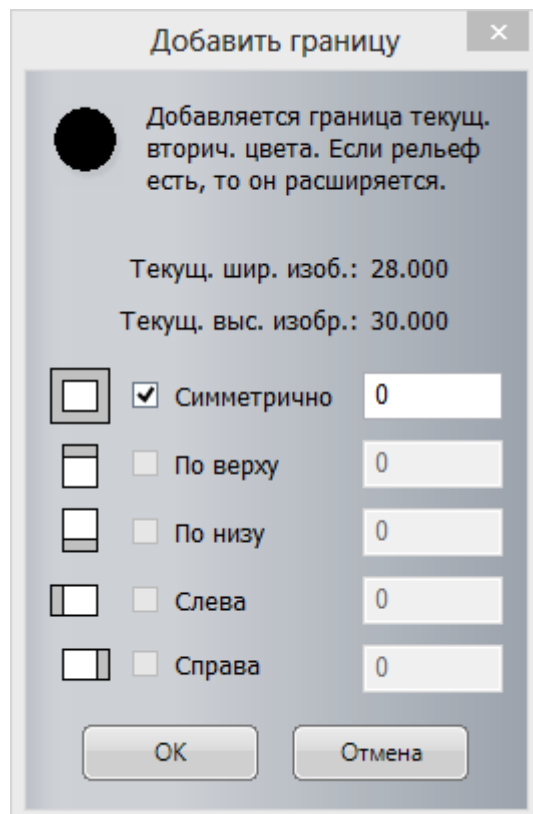 Добавить границу
Добавляется граница текущ.
вторич. цвета. Если рельеф
есть, то он расширяется.
Текущ. шир. изоб.: 28.000
Текущ. выс. изобр.: 30.000
Симметрично 0
По верху 0
По низу 0
Слева 0
Справа 0
OK Отмена